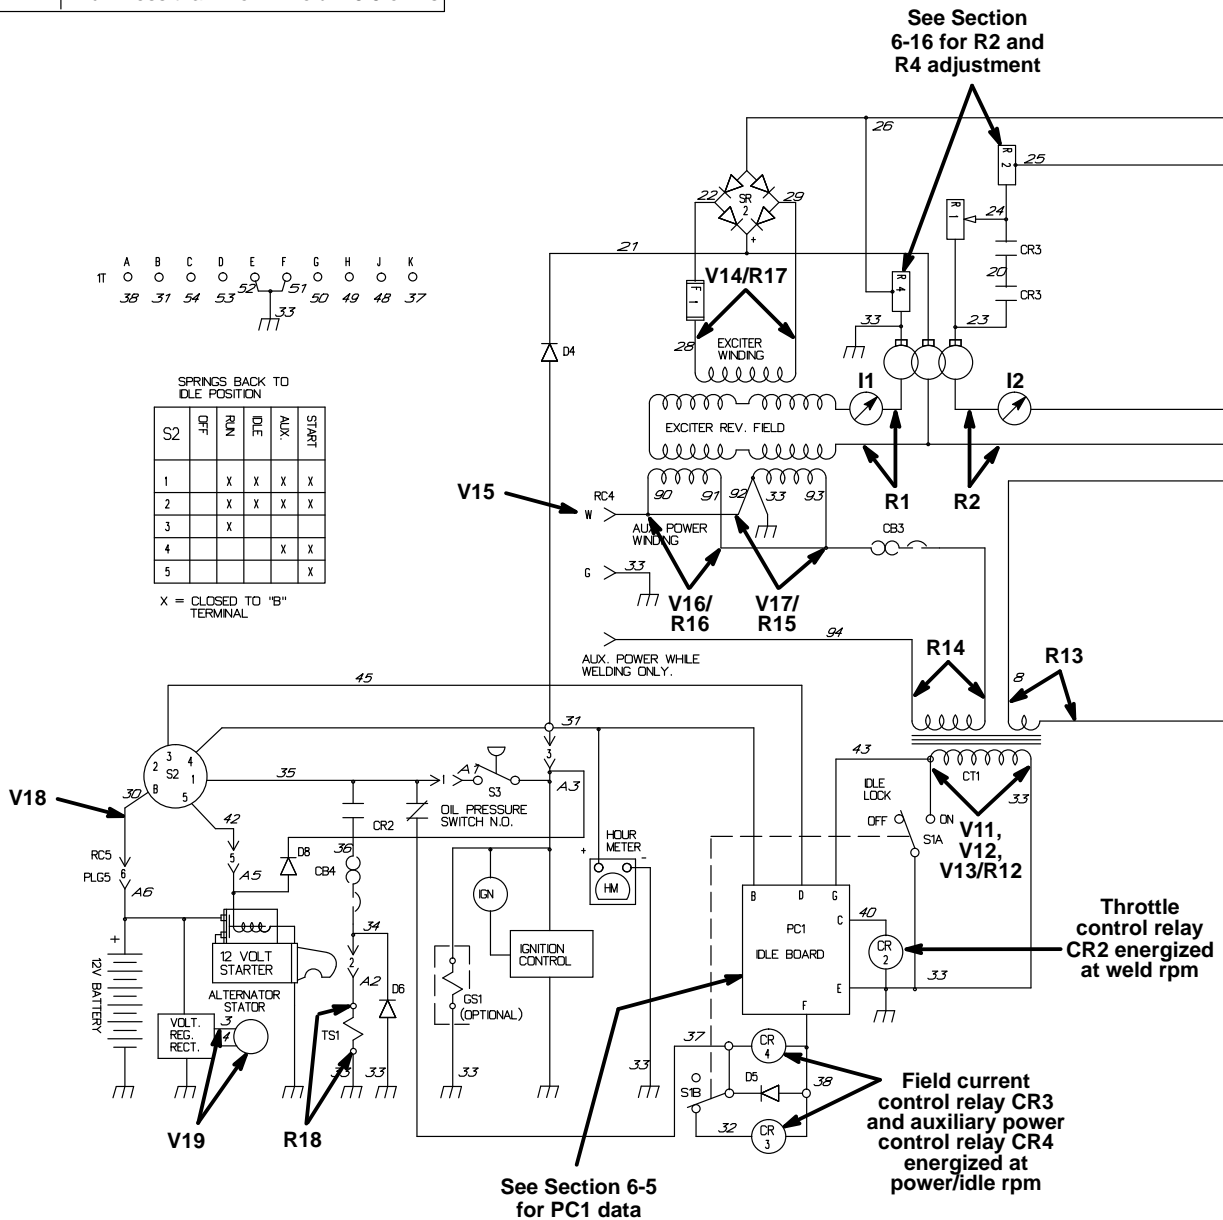 See Section
6-16 for R2 and
R4 adjustment
26
R 2
25
22
SR
2
29
+
R 1
24
CR3
20
CR3
23
21
V14/R17
R 4
F 1
33
28
EXCITER
WINDING
D4
A B C D E F G H J K
1T
38 31 54 53 52 51 50 49 48 37
33
SPRINGS BACK TO
IDLE POSITION
S2 OFF RUN IDLE AUX. START
1 X X X X
2 X X X X
3 X
4 X X
5 X
X = CLOSED TO "B"
TERMINAL
I1
I2
EXCITER REV. FIELD
R1
R2
V15
RC4
W
90 91 92 33 93
AUX. POWER
WINDING
CB3
G
33
V16/
R16
V17/
R15
94
AUX. POWER WHILE
WELDING ONLY.
R14
R13
8
45
31
3
43
CT1
33
3
2 S2 4
1
B 5
35
1
A1
S3
A3
OIL PRESSURE
SWITCH N.O.
IDLE
LOCK
OFF
ON
S1A
V11,
V12,
V13/R12
V18
30
42
CR2
36
RC5
PLG5
6
A6
5
A5
D8
CB4
HOUR
METER
+ -
HM
IGN
B D G
C
40
PC1
IDLE BOARD
E
F
CR
2
33
Throttle
control relay
CR2 energized
at weld rpm
+
12V BATTERY
12 VOLT
STARTER
34
2
A2
D6
IGNITION
CONTROL
GS1
(OPTIONAL)
ALTERNATOR
STATOR
VOLT.
REG.
RECT.
3
4
TS1
33 33
33
33
37
CR
4
D5
38
S1B
32
CR
3
V19
R18
Field current
control relay CR3
and auxiliary power
control relay CR4
energized at
power/idle rpm
See Section 6-5
for PC1 data